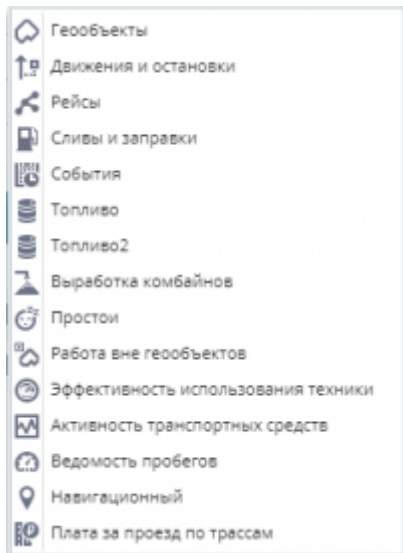 Геообъекты
Движения и остановки
Рейсы
Сливы и заправки
События
Топливо
Топливо2
Выработка комбайнов
Простои
Работа вне геообъектов
Эффективность использования техники
Активность транспортных средств
Ведомость пробегов
Навигационный
Плата за проезд по трассам